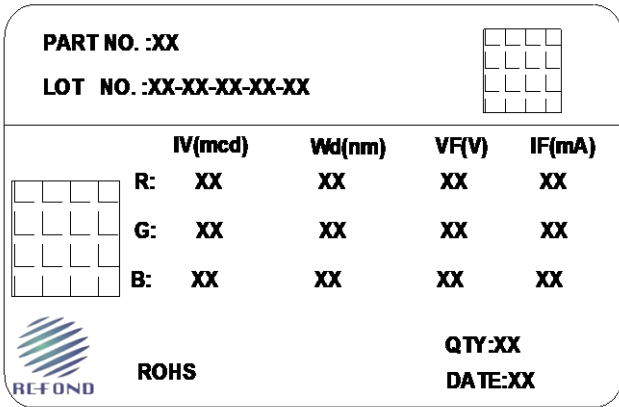 PART NO. :XX
LOT NO. :XX-XX-XX-XX-XX
IV(mcd) Wd(nm) VF(V) IF(mA)
R: XX XX XX XX
G: XX XX XX XX
B: XX XX XX XX
QTY:XX
ROHS
DATE:XX
REFOND